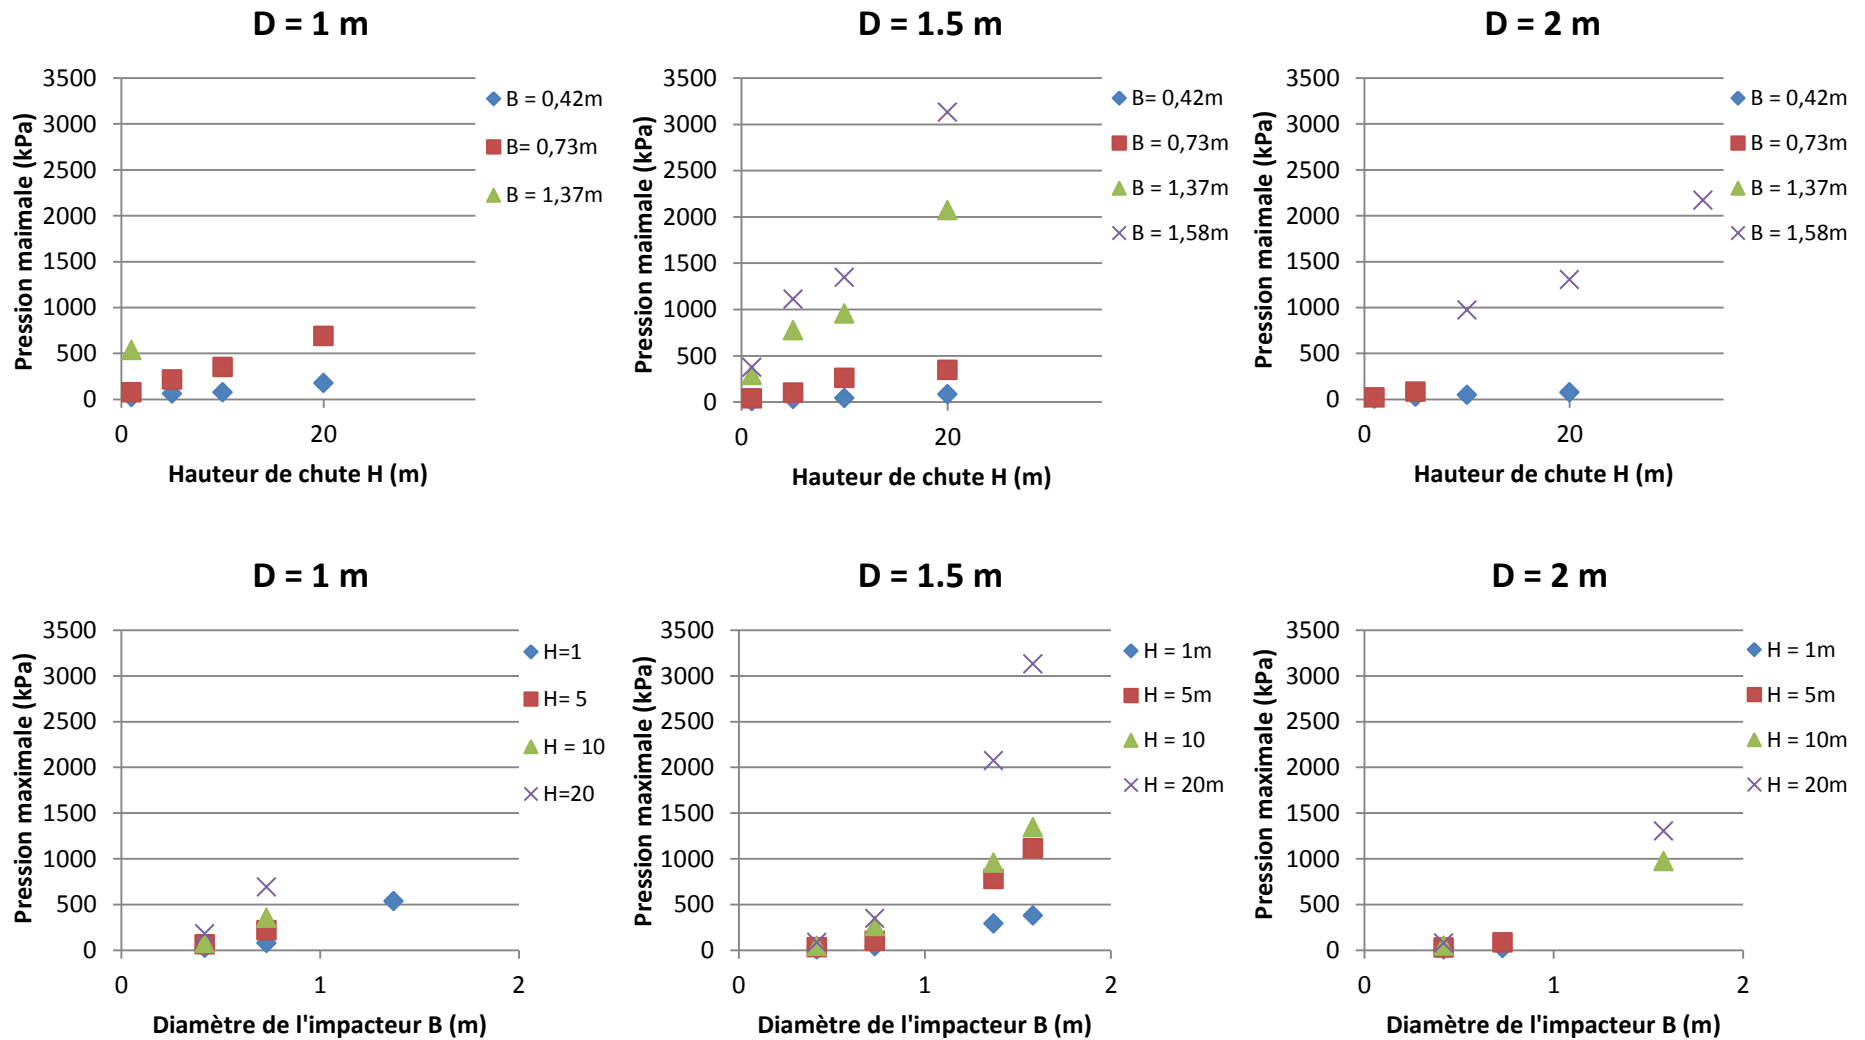 D = 1 m
3500
3000
2500
2000
1500
1000
500
0
0
20
Pression maimale (kPa)
Hauteur de chute H (m)
B = 0,42m
B= 0,73m
B = 1,37m
D = 1.5 m
3500
3000
2500
2000
1500
1000
500
0
0
20
Pression maimale (kPa)
Hauteur de chute H (m)
B= 0,42m
B = 0,73m
B = 1,37m
B = 1,58m
D = 2 m
3500
3000
2500
2000
1500
1000
500
0
0
20
Pression maimale (kPa)
Hauteur de chute H (m)
B = 0,42m
B = 0,73m
B = 1,37m
B = 1,58m
D = 1 m
3500
3000
2500
2000
1500
1000
500
0
0
1
2
Pression maximale (kPa)
Diamètre de l'impacteur B (m)
H=1
H= 5
H = 10
H=20
D = 1.5 m
3500
3000
2500
2000
1500
1000
500
0
0
1
2
Pression maximale (kPa)
Diamètre de l'impacteur B (m)
H = 1m
H = 5m
H = 10
H = 20m
D = 2 m
3500
3000
2500
2000
1500
1000
500
0
0
1
2
Pression maximale (kPa)
Diamètre de l'impacteur B (m)
H = 1m
H = 5m
H = 10m
H = 20m